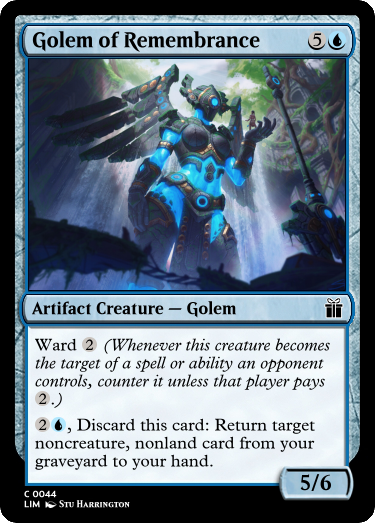 Golem of Remembrance 5
Artifact Creature — Golem
Ward 2 (Whenever this creature becomes
the target of a spell or ability an opponent
controls, counter it unless that player pays
2.)
2, Discard this card: Return target
noncreature, nonland card from your
graveyard to your hand.
5/6
C 0044
LIM Stu Harrington